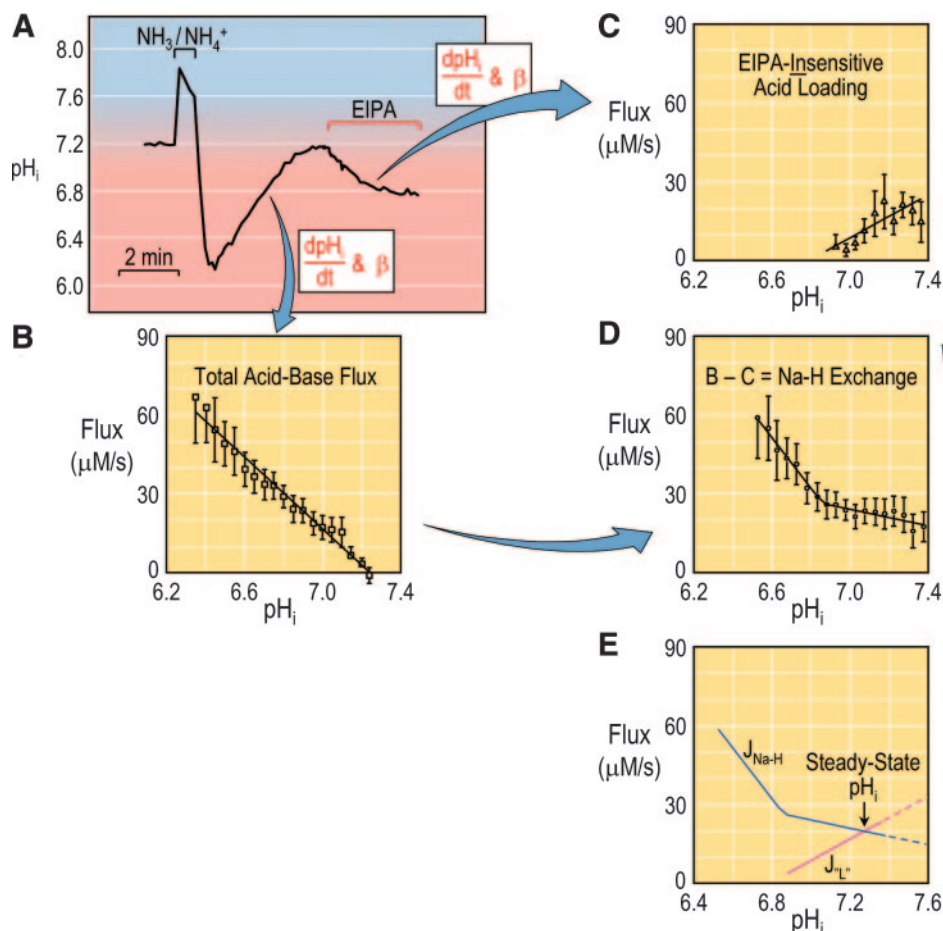 A
8.0
7.6
7.2
pHi
6.8
6.4
6.0
NH3/NH4+
EIPA
2 min
dpHi
dt
& β
dpHi
dt
& β
C
EIPA-Insensitive
Acid Loading
Flux
(μM/s)
90
60
30
0
6.2
6.6
7.0
7.4
pHi
B
Total Acid-Base Flux
Flux
(μM/s)
90
60
30
0
6.2
6.6
7.0
7.4
pHi
D
B – C = Na-H Exchange
Flux
(μM/s)
90
60
30
0
6.2
6.6
7.0
7.4
pHi
E
90
60
30
0
Flux
(μM/s)
JNa-H
Steady-State
pHi
J"L"
6.4
6.8
7.2
7.6
pHi